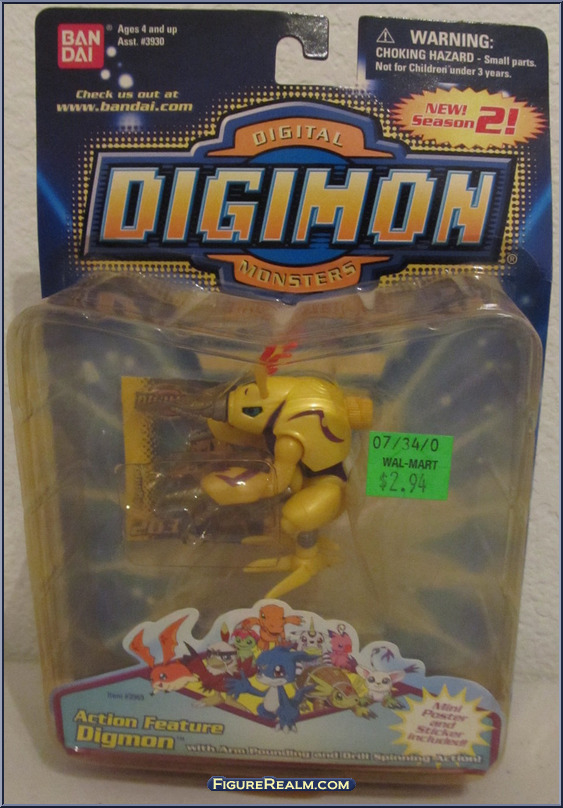 BAN
DAI
Ages 4 and up
Asst. #3930
Check us out at
www.bandai.com
WARNING:
CHOKING HAZARD - Small parts.
Not for Children under 3 years.
NEW!
Season 2!
DIGITAL
DIGIMON
MONSTERS
®
07/34/0
WAL-MART
$2.94
Action Feature
Digmon™
with Arm Pounding and Drill Spinning Action!
Mini
Poster
and
Sticker
included!
FigureRealm.com